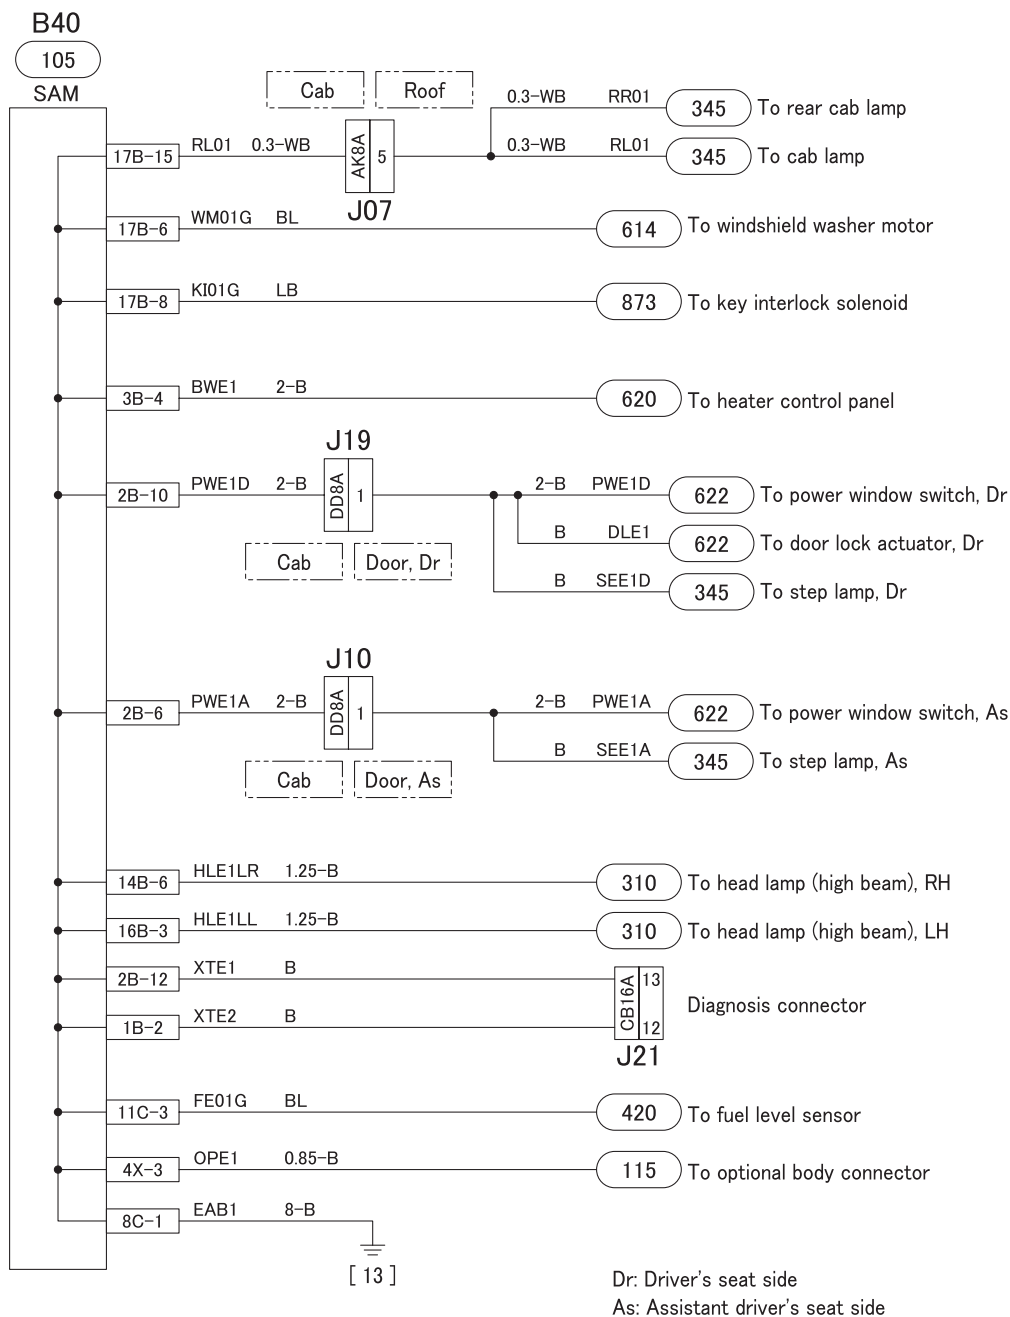 B40
105
SAM
Cab Roof
17B-15 RL01 0.3-WB AK8A 5 J07
0.3-WB RR01 345 To rear cab lamp
0.3-WB RL01 345 To cab lamp
17B-6 WM01G BL 614 To windshield washer motor
17B-8 KI01G LB 873 To key interlock solenoid
3B-4 BWE1 2-B 620 To heater control panel
J19
2B-10 PWE1D 2-B DD8A 1 2-B PWE1D 622 To power window switch, Dr
B DLE1 622 To door lock actuator, Dr
Cab Door, Dr
B SEE1D 345 To step lamp, Dr
J10
2B-6 PWE1A 2-B DD8A 1 2-B PWE1A 622 To power window switch, As
B SEE1A 345 To step lamp, As
Cab Door, As
14B-6 HLE1LR 1.25-B 310 To head lamp (high beam), RH
16B-3 HLE1LL 1.25-B 310 To head lamp (high beam), LH
2B-12 XTE1 B CB16A 13
Diagnosis connector
1B-2 XTE2 B 12
J21
11C-3 FE01G BL 420 To fuel level sensor
4X-3 OPE1 0.85-B 115 To optional body connector
8C-1 EAB1 8-B
[ 13 ]
Dr: Driver's seat side
As: Assistant driver's seat side